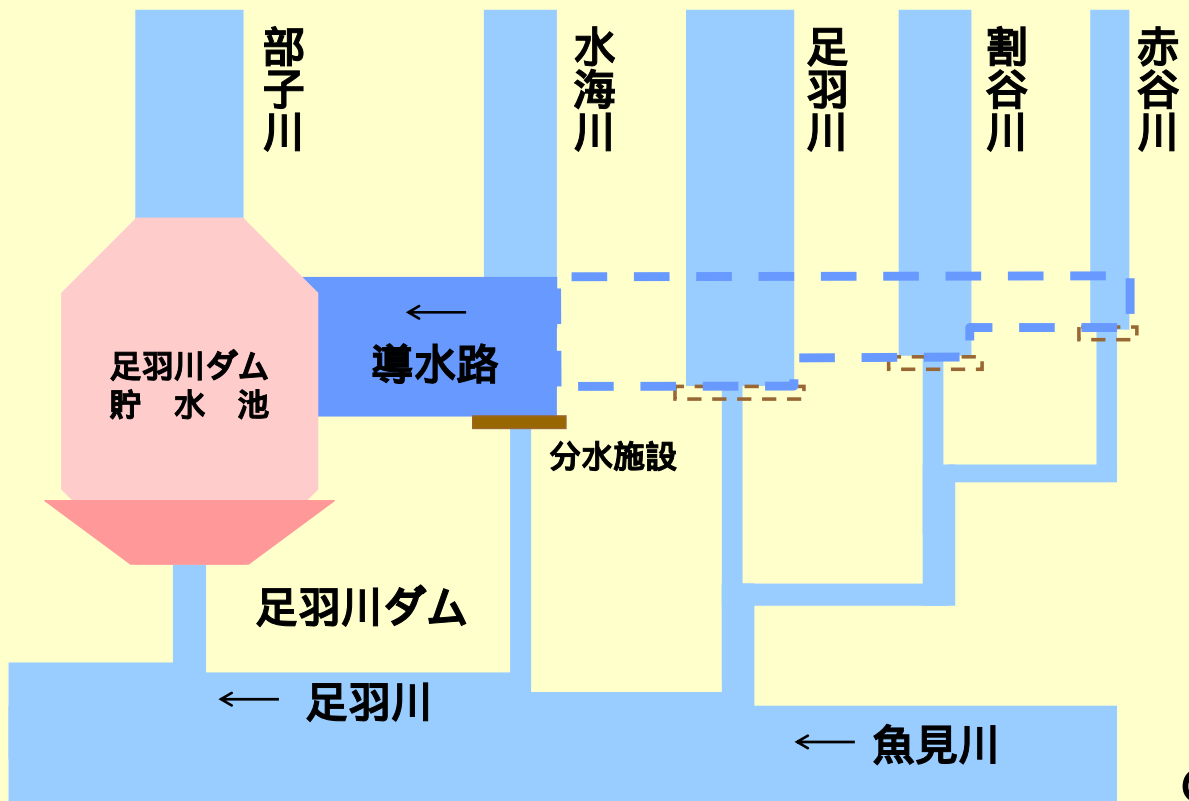 部子川
水海川
足羽川
割谷川
赤谷川
導水路
足羽川ダム
貯 水 池
分水施設
足羽川ダム
足羽川
魚見川